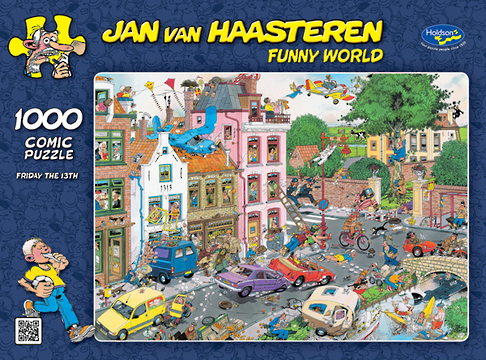 JAN VAN HAASTEREN
FUNNY WORLD
Holdson
1000
COMIC
PUZZLE
FRIDAY THE 13TH
1313